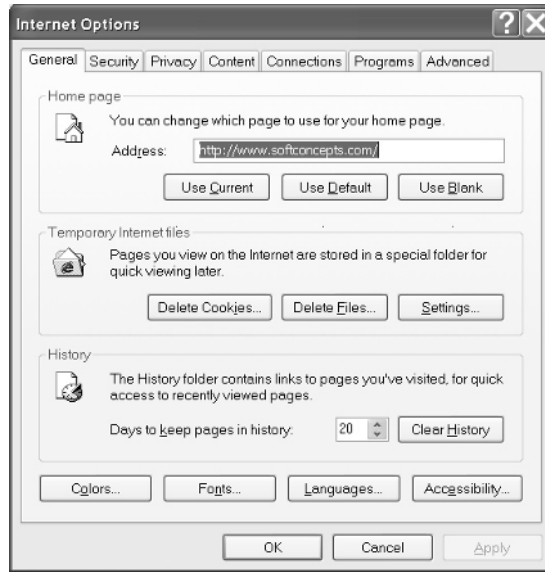 Internet Options
General Security Privacy Content Connections Programs Advanced
Home page
You can change which page to use for your home page.
Address: http://www.softconcepts.com/
Use Current Use Default Use Blank
Temporary Internet files
Pages you view on the Internet are stored in a special folder for
quick viewing later.
Delete Cookies... Delete Files... Settings...
History
The History folder contains links to pages you've visited, for quick
access to recently viewed pages.
Days to keep pages in history: 20 Clear History
Colors... Fonts... Languages... Accessibility...
OK Cancel Apply